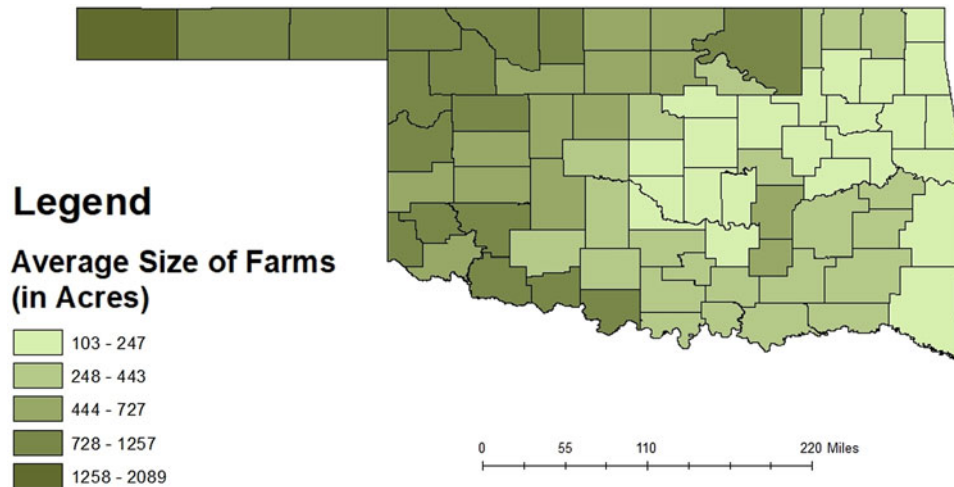 Legend
Average Size of Farms
(in Acres)
103 - 247
248 - 443
444 - 727
728 - 1257
1258 - 2089
0 55 110 220 Miles